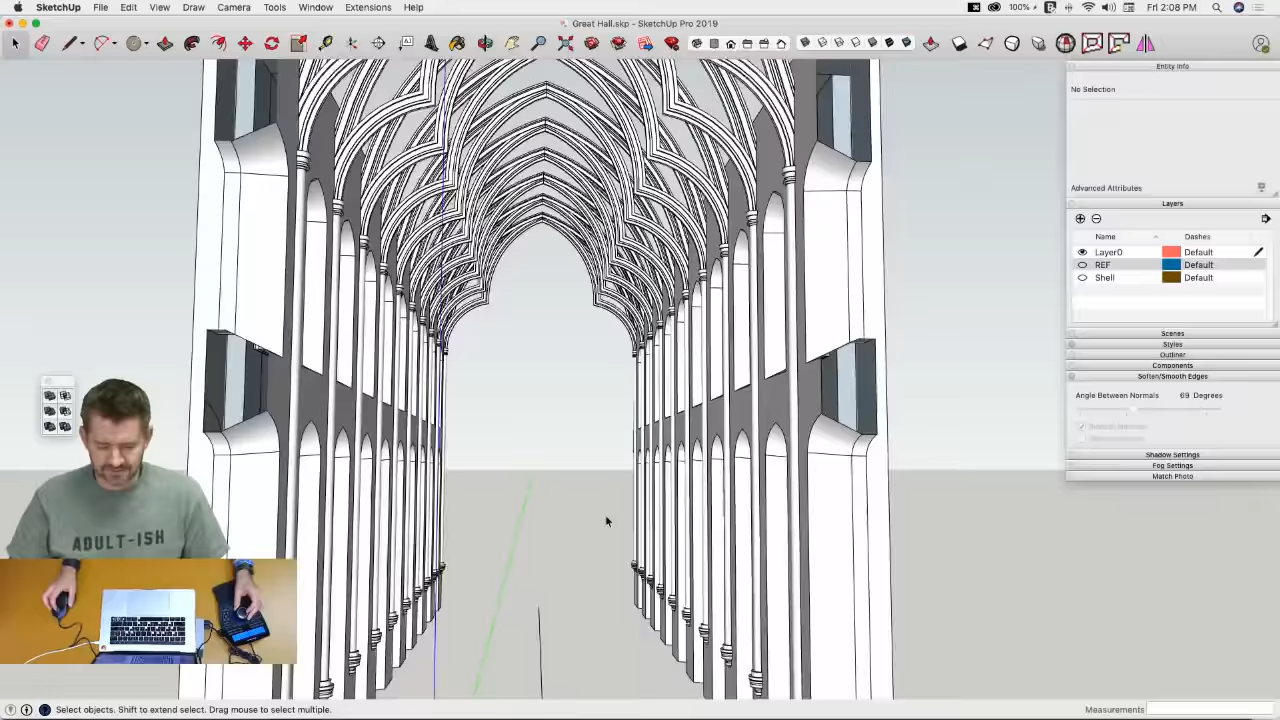 SketchUp File Edit View Draw Camera Tools Window Extensions Help
100% Fri 2:08 PM
Great Hall.skp - SketchUp Pro 2019
Entity Info
No Selection
Advanced Attributes
Layers
Name Dashes
Layer0 Default
REF Default
Shell Default
Scenes
Styles
Outliner
Components
Soften/Smooth Edges
Angle Between Normals 69 Degrees
Shadow Settings
Fog Settings
Match Photo
ADULT-ISH
Select objects. Shift to extend select. Drag mouse to select multiple.
Measurements